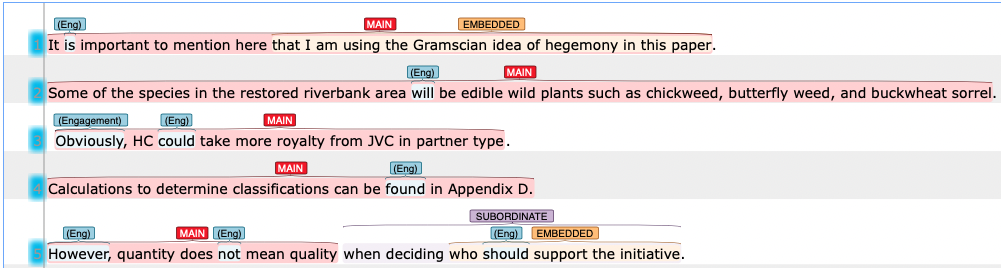 (Eng) MAIN EMBEDDED
1 It is important to mention here that I am using the Gramscian idea of hegemony in this paper.
(Eng) MAIN
2 Some of the species in the restored riverbank area will be edible wild plants such as chickweed, butterfly weed, and buckwheat sorrel.
(Engagement) (Eng) MAIN
3 Obviously, HC could take more royalty from JVC in partner type.
MAIN (Eng)
4 Calculations to determine classifications can be found in Appendix D.
SUBORDINATE
(Eng) MAIN (Eng) (Eng) EMBEDDED
5 However, quantity does not mean quality when deciding who should support the initiative.